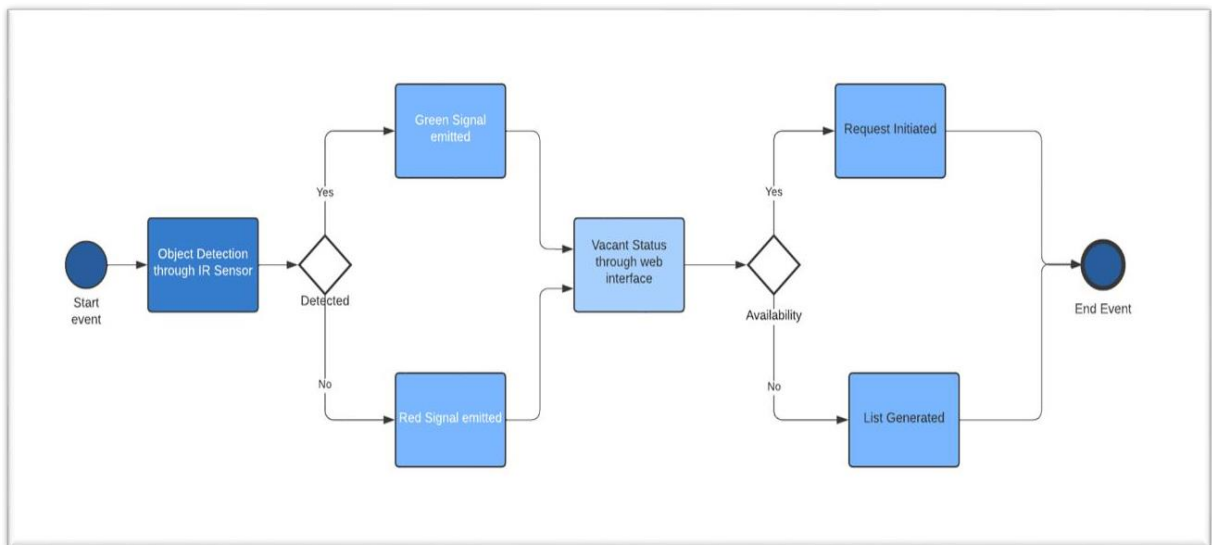 Start
event
Object Detection
through IR Sensor
Detected
Yes
Green Signal
emitted
No
Red Signal emitted
Vacant Status
through web
interface
Availability
Yes
Request Initiated
No
List Generated
End Event